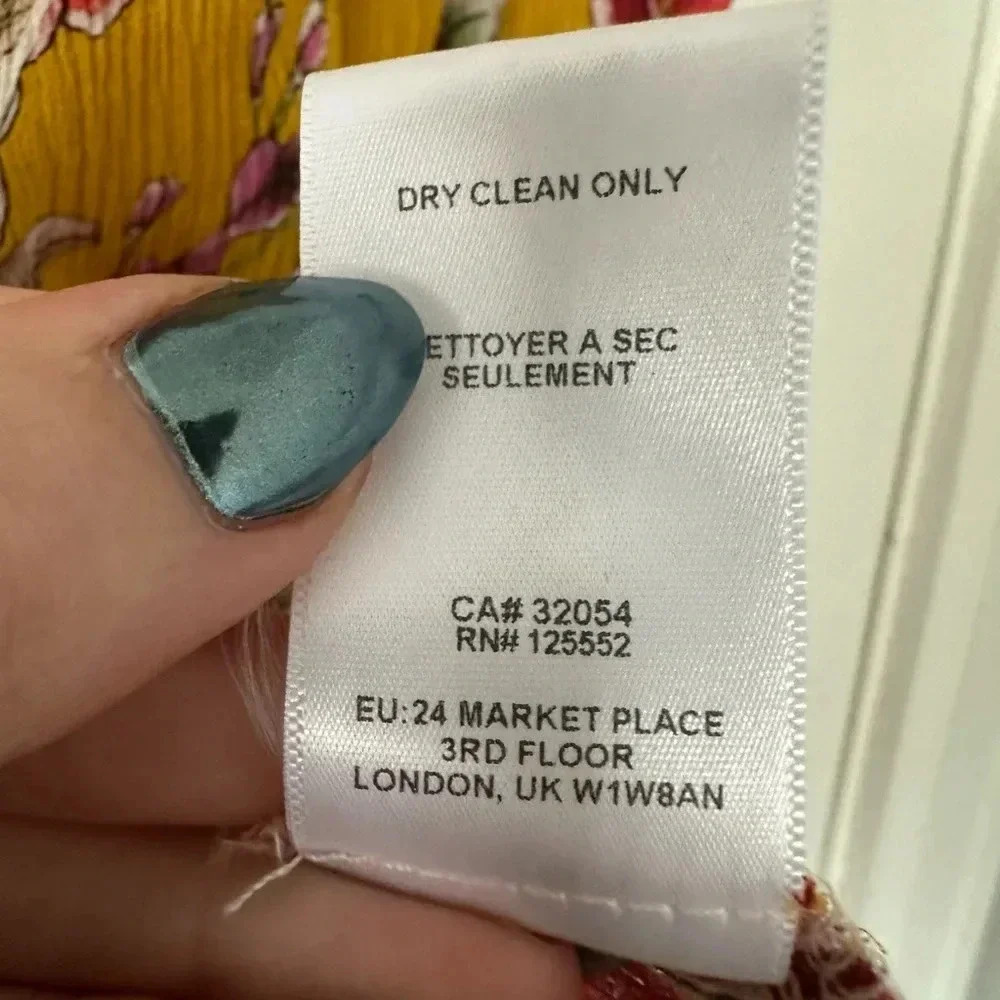 DRY CLEAN ONLY
ETTOYER A SEC
SEULEMENT
CA# 32054
RN# 125552
EU:24 MARKET PLACE
3RD FLOOR
LONDON, UK W1W8AN